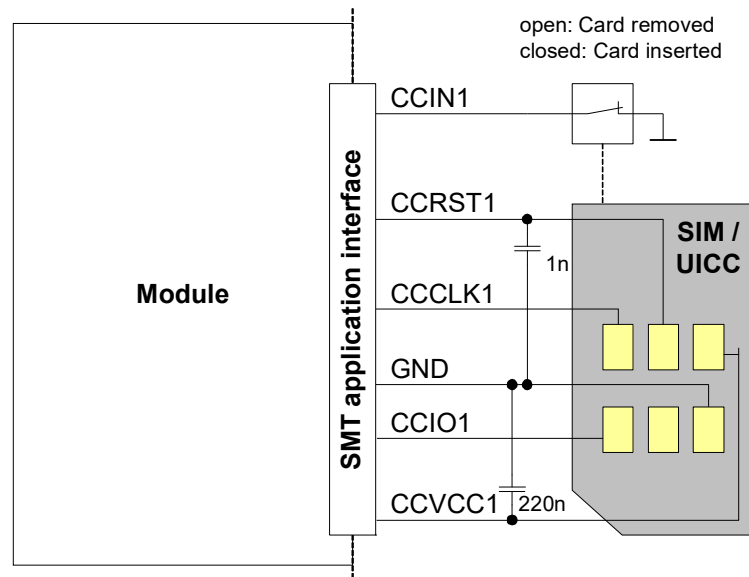 open: Card removed
closed: Card inserted
CCIN1
CCRST1
SIM /
UICC
1n
Module
SMT application interface
CCCLK1
GND
CCIO1
CCVCC1
220n